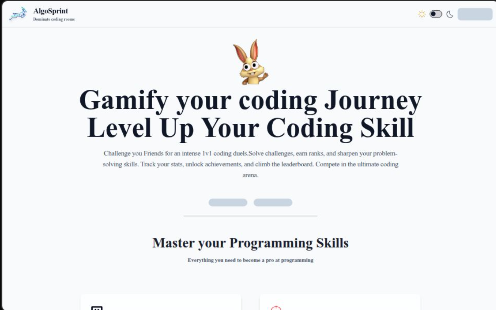 AlgoSprint
Dominate coding rooms
Gamify your coding Journey
Level Up Your Coding Skill
Challenge you Friends for an intense 1v1 coding duels.Solve challenges, earn ranks, and sharpen your problem-
solving skills. Track your stats, unlock achievements, and climb the leaderboard. Compete in the ultimate coding
arena.
Master your Programming Skills
Everything you need to become a pro at programming